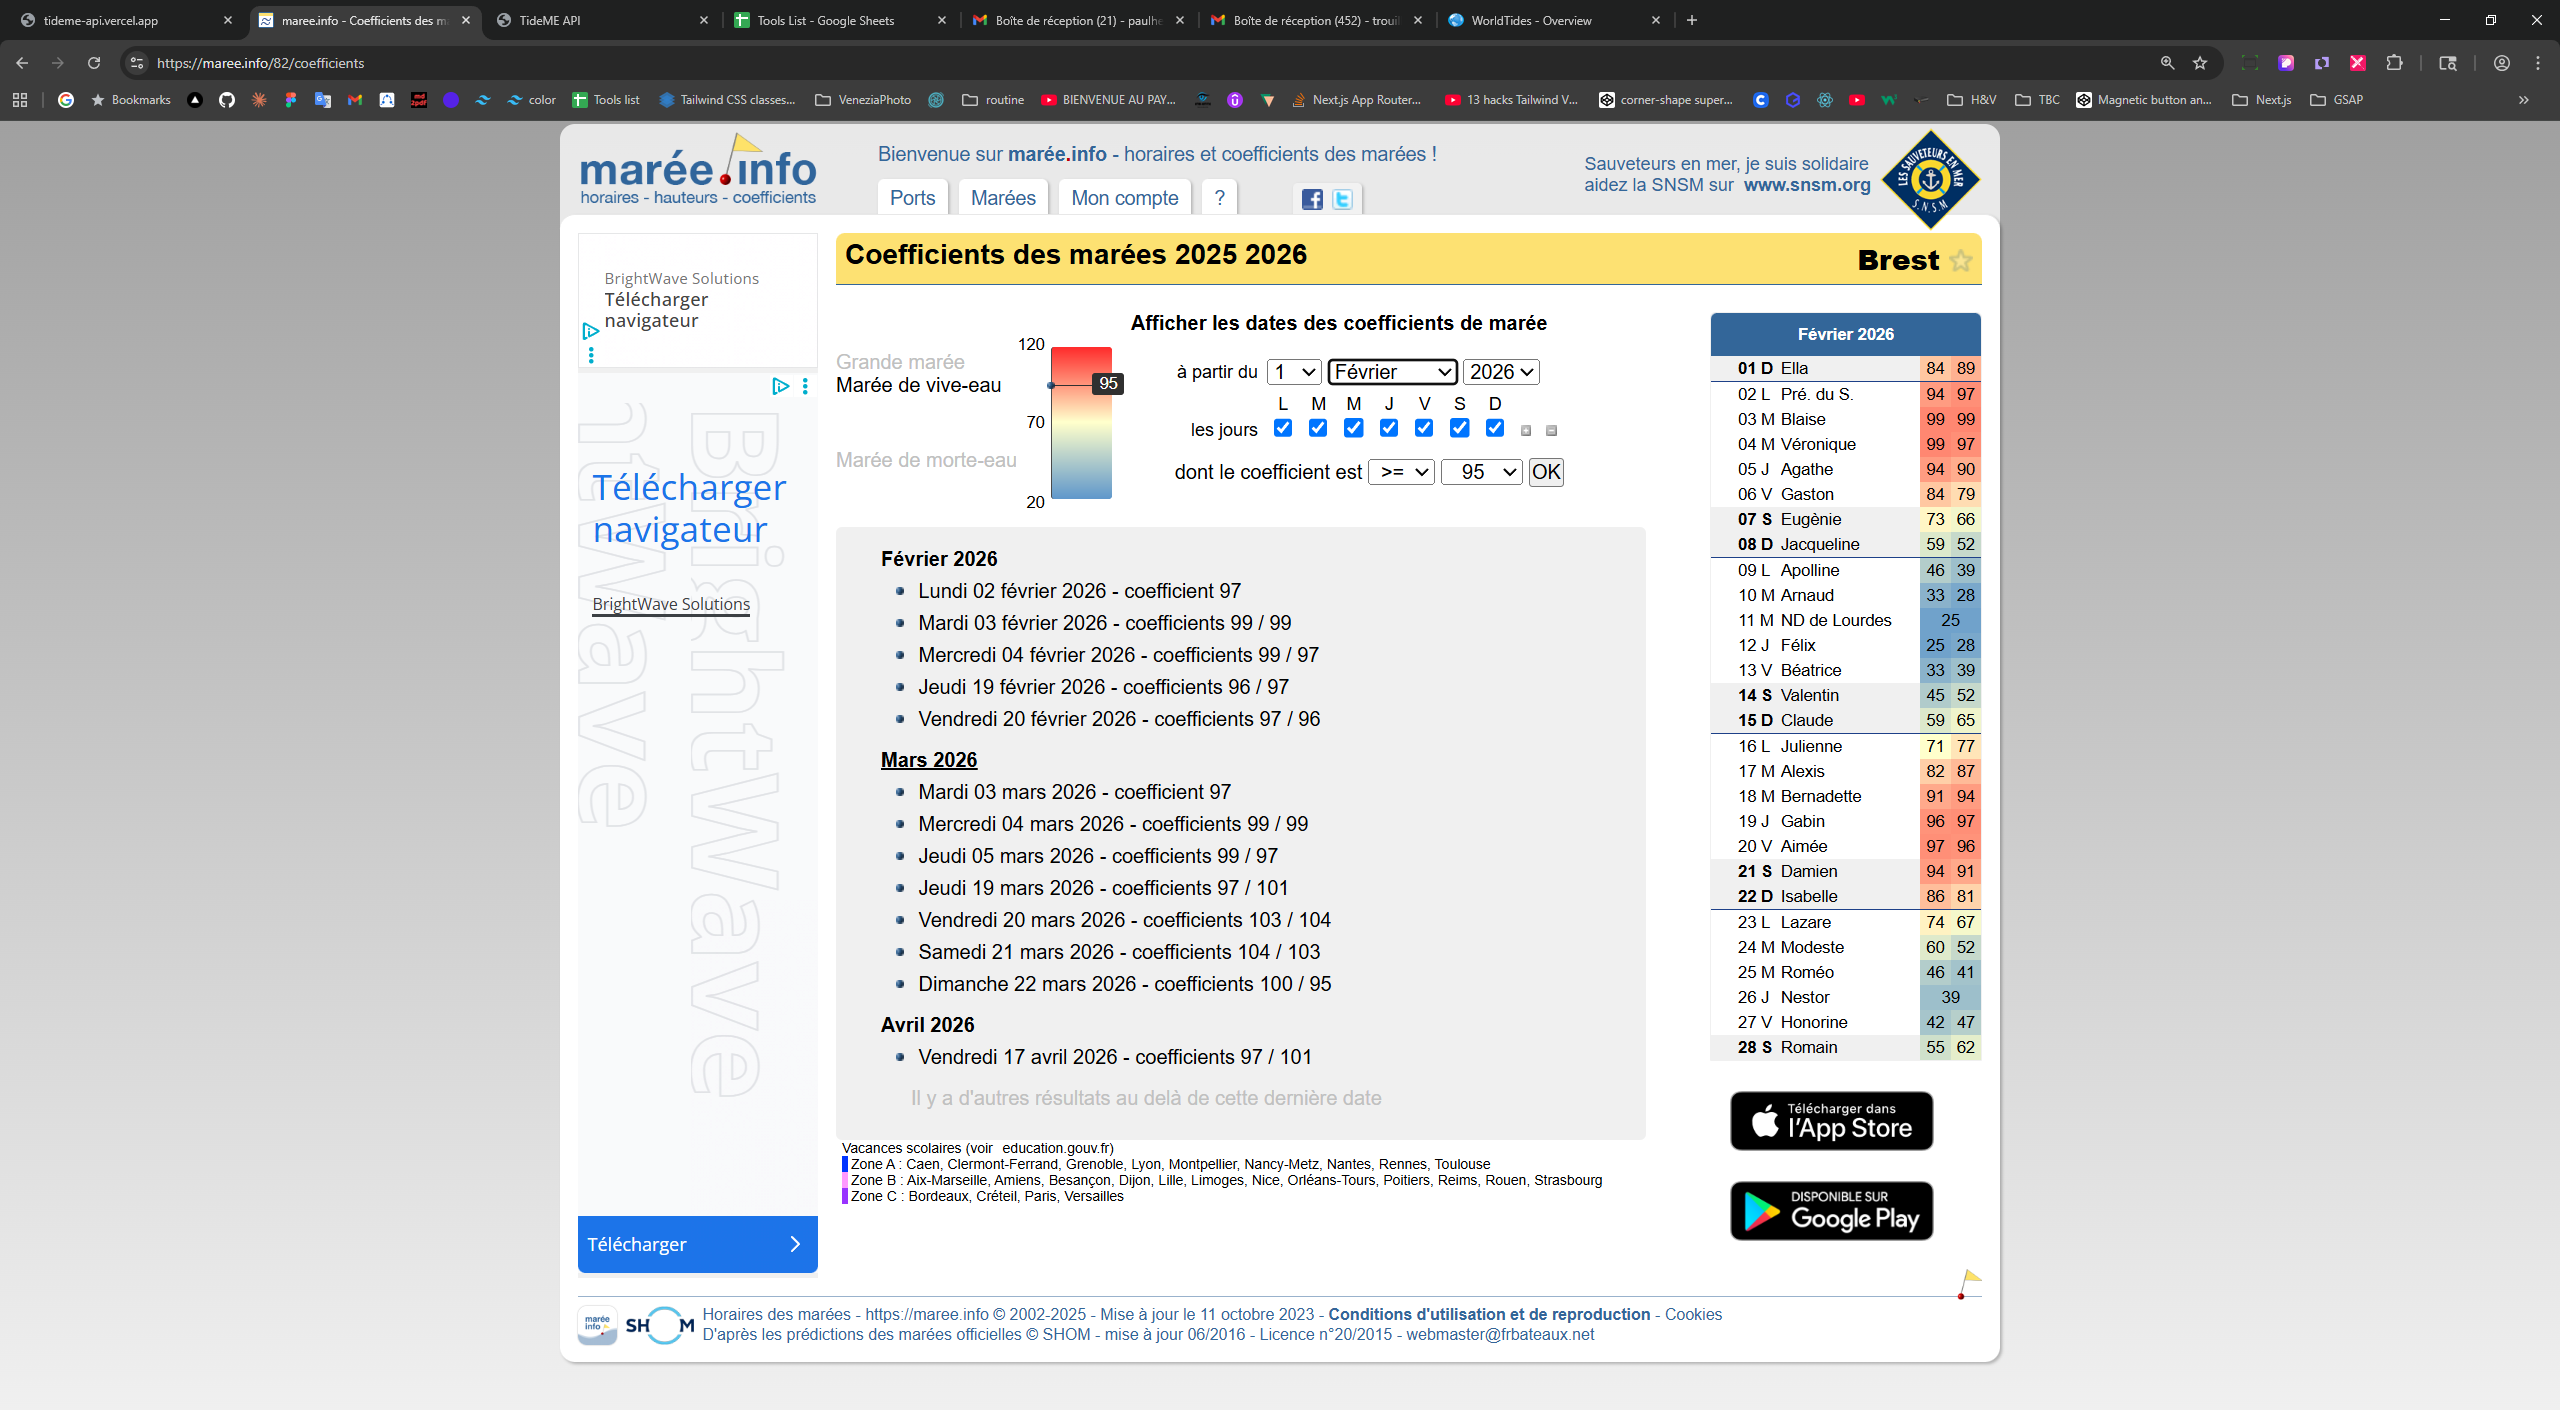 tideme-api.vercel.app
maree.info - Coefficients des m
TideME API
Tools List - Google Sheets
Boîte de réception (21) - paulhe
Boîte de réception (452) - troui
WorldTides - Overview
https://maree.info/82/coefficients
Bookmarks
color
Tools list
Tailwind CSS classes...
VeneziaPhoto
routine
BIENVENUE AU PAY...
Next.js App Router...
13 hacks Tailwind V...
corner-shape super...
H&V
TBC
Magnetic button an...
Next.js
GSAP
marée.info
horaires - hauteurs - coefficients
Bienvenue sur marée.info - horaires et coefficients des marées !
Ports
Marées
Mon compte
?
Sauveteurs en mer, je suis solidaire
aidez la SNSM sur www.snsm.org
LES SAUVETEURS EN MER
S.N.S.M
BrightWave Solutions
Télécharger
navigateur
BrightWave
Télécharger
navigateur
BrightWave Solutions
Télécharger
Coefficients des marées 2025 2026
Brest
Afficher les dates des coefficients de marée
Grande marée
Marée de vive-eau
Marée de morte-eau
120
95
70
20
à partir du 1 Février 2026
L M M J V S D
les jours
dont le coefficient est >= 95 OK
Février 2026
Lundi 02 février 2026 - coefficient 97
Mardi 03 février 2026 - coefficients 99 / 99
Mercredi 04 février 2026 - coefficients 99 / 97
Jeudi 19 février 2026 - coefficients 96 / 97
Vendredi 20 février 2026 - coefficients 97 / 96
Mars 2026
Mardi 03 mars 2026 - coefficient 97
Mercredi 04 mars 2026 - coefficients 99 / 99
Jeudi 05 mars 2026 - coefficients 99 / 97
Jeudi 19 mars 2026 - coefficients 97 / 101
Vendredi 20 mars 2026 - coefficients 103 / 104
Samedi 21 mars 2026 - coefficients 104 / 103
Dimanche 22 mars 2026 - coefficients 100 / 95
Avril 2026
Vendredi 17 avril 2026 - coefficients 97 / 101
Il y a d'autres résultats au delà de cette dernière date
Vacances scolaires (voir education.gouv.fr)
Zone A : Caen, Clermont-Ferrand, Grenoble, Lyon, Montpellier, Nancy-Metz, Nantes, Rennes, Toulouse
Zone B : Aix-Marseille, Amiens, Besançon, Dijon, Lille, Limoges, Nice, Orléans-Tours, Poitiers, Reims, Rouen, Strasbourg
Zone C : Bordeaux, Créteil, Paris, Versailles
Février 2026
01 D Ella 84 89
02 L Pré. du S. 94 97
03 M Blaise 99 99
04 M Véronique 99 97
05 J Agathe 94 90
06 V Gaston 84 79
07 S Eugènie 73 66
08 D Jacqueline 59 52
09 L Apolline 46 39
10 M Arnaud 33 28
11 M ND de Lourdes 25
12 J Félix 25 28
13 V Béatrice 33 39
14 S Valentin 45 52
15 D Claude 59 65
16 L Julienne 71 77
17 M Alexis 82 87
18 M Bernadette 91 94
19 J Gabin 96 97
20 V Aimée 97 96
21 S Damien 94 91
22 D Isabelle 86 81
23 L Lazare 74 67
24 M Modeste 60 52
25 M Roméo 46 41
26 J Nestor 39
27 V Honorine 42 47
28 S Romain 55 62
Télécharger dans
l'App Store
DISPONIBLE SUR
Google Play
marée
info
SHOM
Horaires des marées - https://maree.info © 2002-2025 - Mise à jour le 11 octobre 2023 - Conditions d'utilisation et de reproduction - Cookies
D'après les prédictions des marées officielles © SHOM - mise à jour 06/2016 - Licence n°20/2015 - webmaster@frbateaux.net